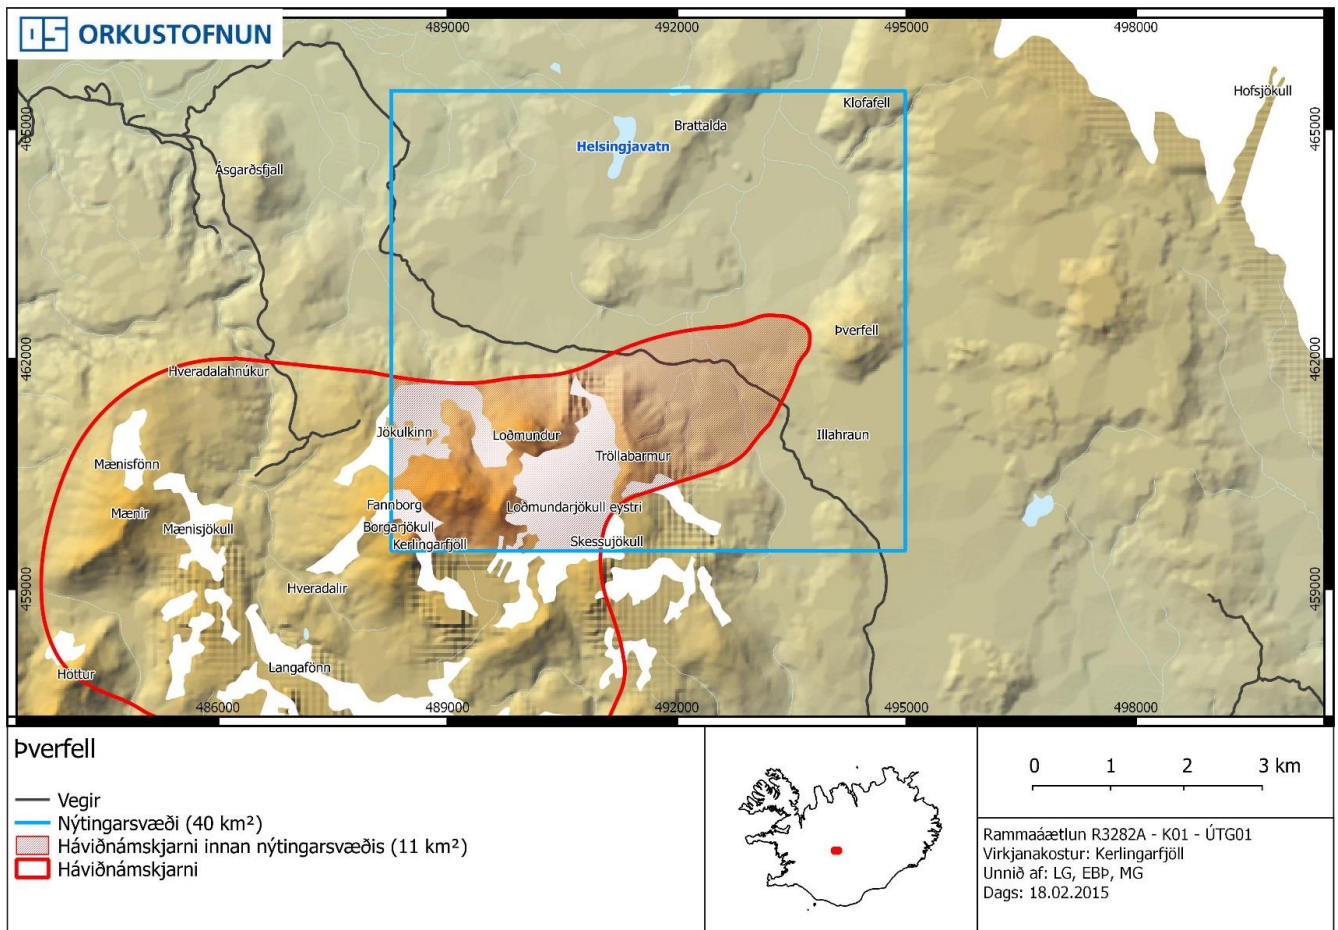 OS ORKUSTOFNUN
489000 492000 495000 498000
Klofafell
Hofsjökull
465000 465000
Brattalda
Helsingjavatn
Ásgarðsfjall
Þverfell
462000 462000
Hveradalahnúkur
Jökulkinn
Loðmundur
Illahraun
Tröllabarmur
Mænisfönn
Fannborg
Loðmundarjökull eystri
Mænir
Mænisjökull
Borgarjökull
Kerlingarfjöll
Skessujökull
Hveradalir
459000 459000
Langafönn
Höttur
486000 489000 492000 495000 498000
Þverfell
Vegir
Nýtingarsvæði (40 km²)
Háviðnámskjarni innan nýtingarsvæðis (11 km²)
Háviðnámskjarni
0 1 2 3 km
Rammaáætlun R3282A - K01 - ÚTG01
Virkjanakostur: Kerlingarfjöll
Unnið af: LG, EBÞ, MG
Dags: 18.02.2015